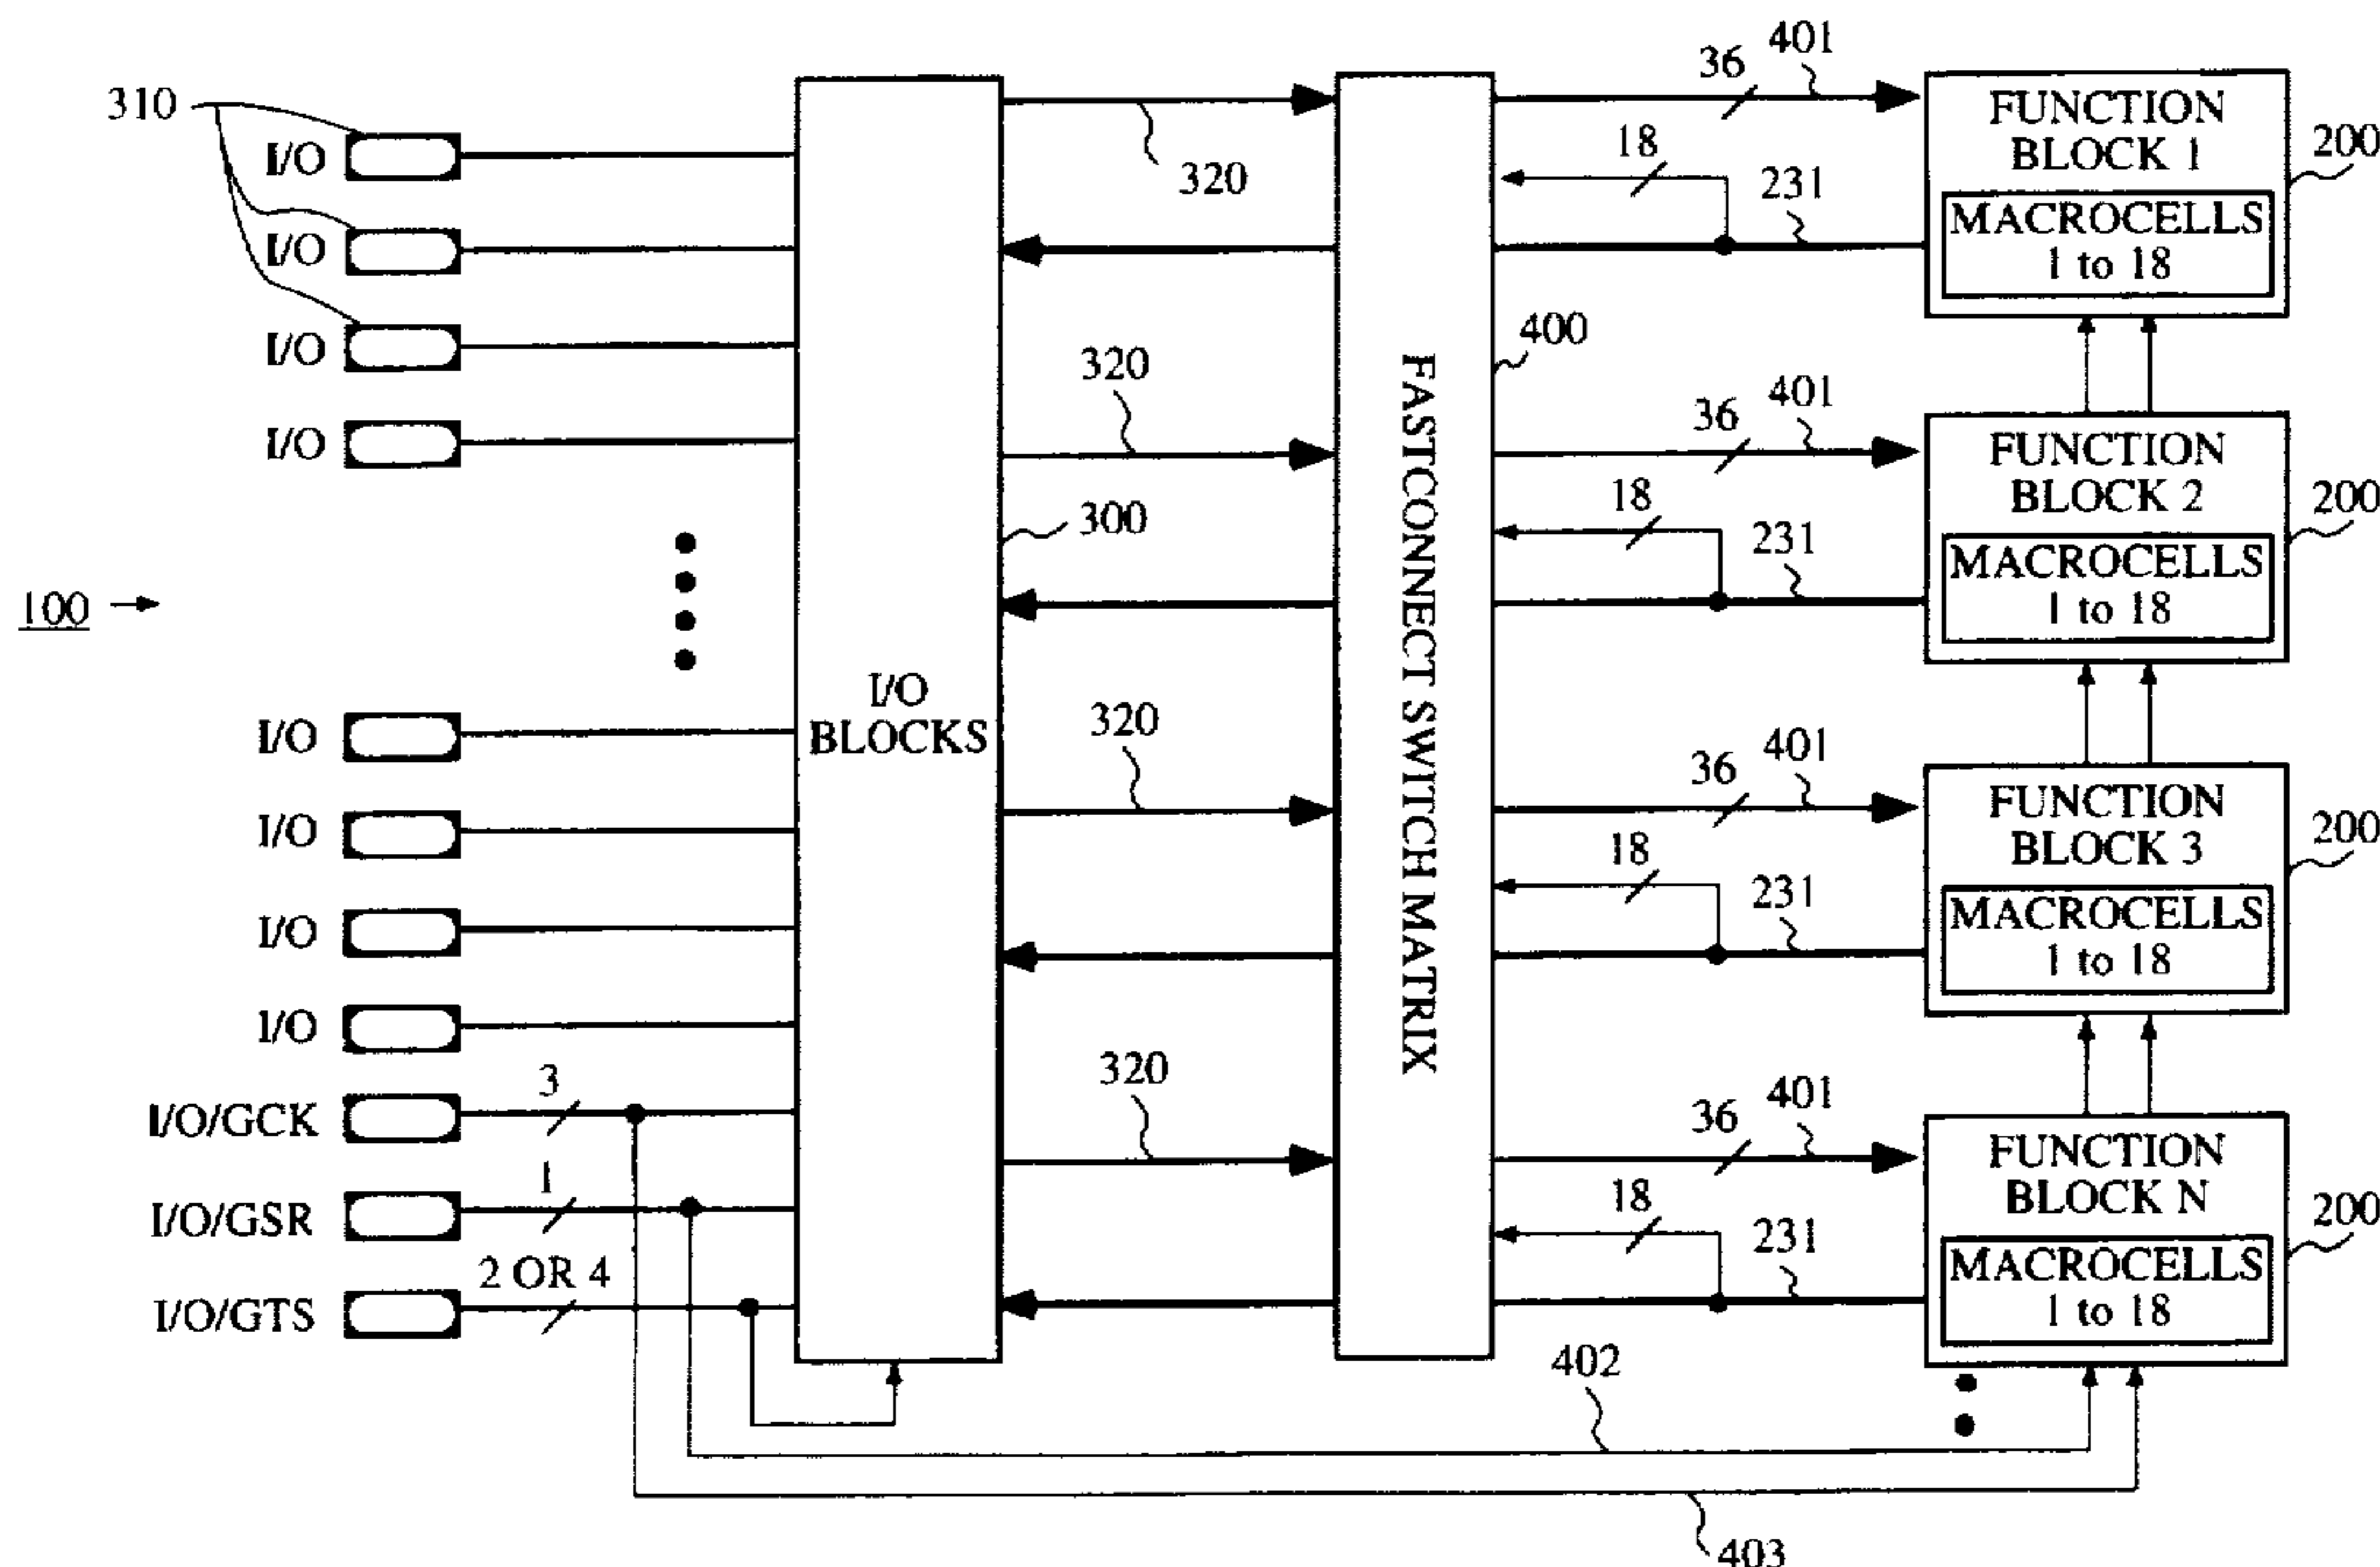 36
401
310
FUNCTION
BLOCK 1
200
I/O
18
320
231
MACROCELLS
1 to 18
I/O
I/O
400
320
36
401
I/O
FUNCTION
BLOCK 2
200
18
300
231
MACROCELLS
1 to 18
100
FASTCONNECT SWITCH MATRIX
I/O
BLOCKS
I/O
320
36
401
FUNCTION
BLOCK 3
200
I/O
18
231
MACROCELLS
1 to 18
I/O
I/O
320
3
I/O/GCK
36
401
FUNCTION
BLOCK N
200
1
I/O/GSR
18
231
MACROCELLS
1 to 18
2 OR 4
I/O/GTS
402
403